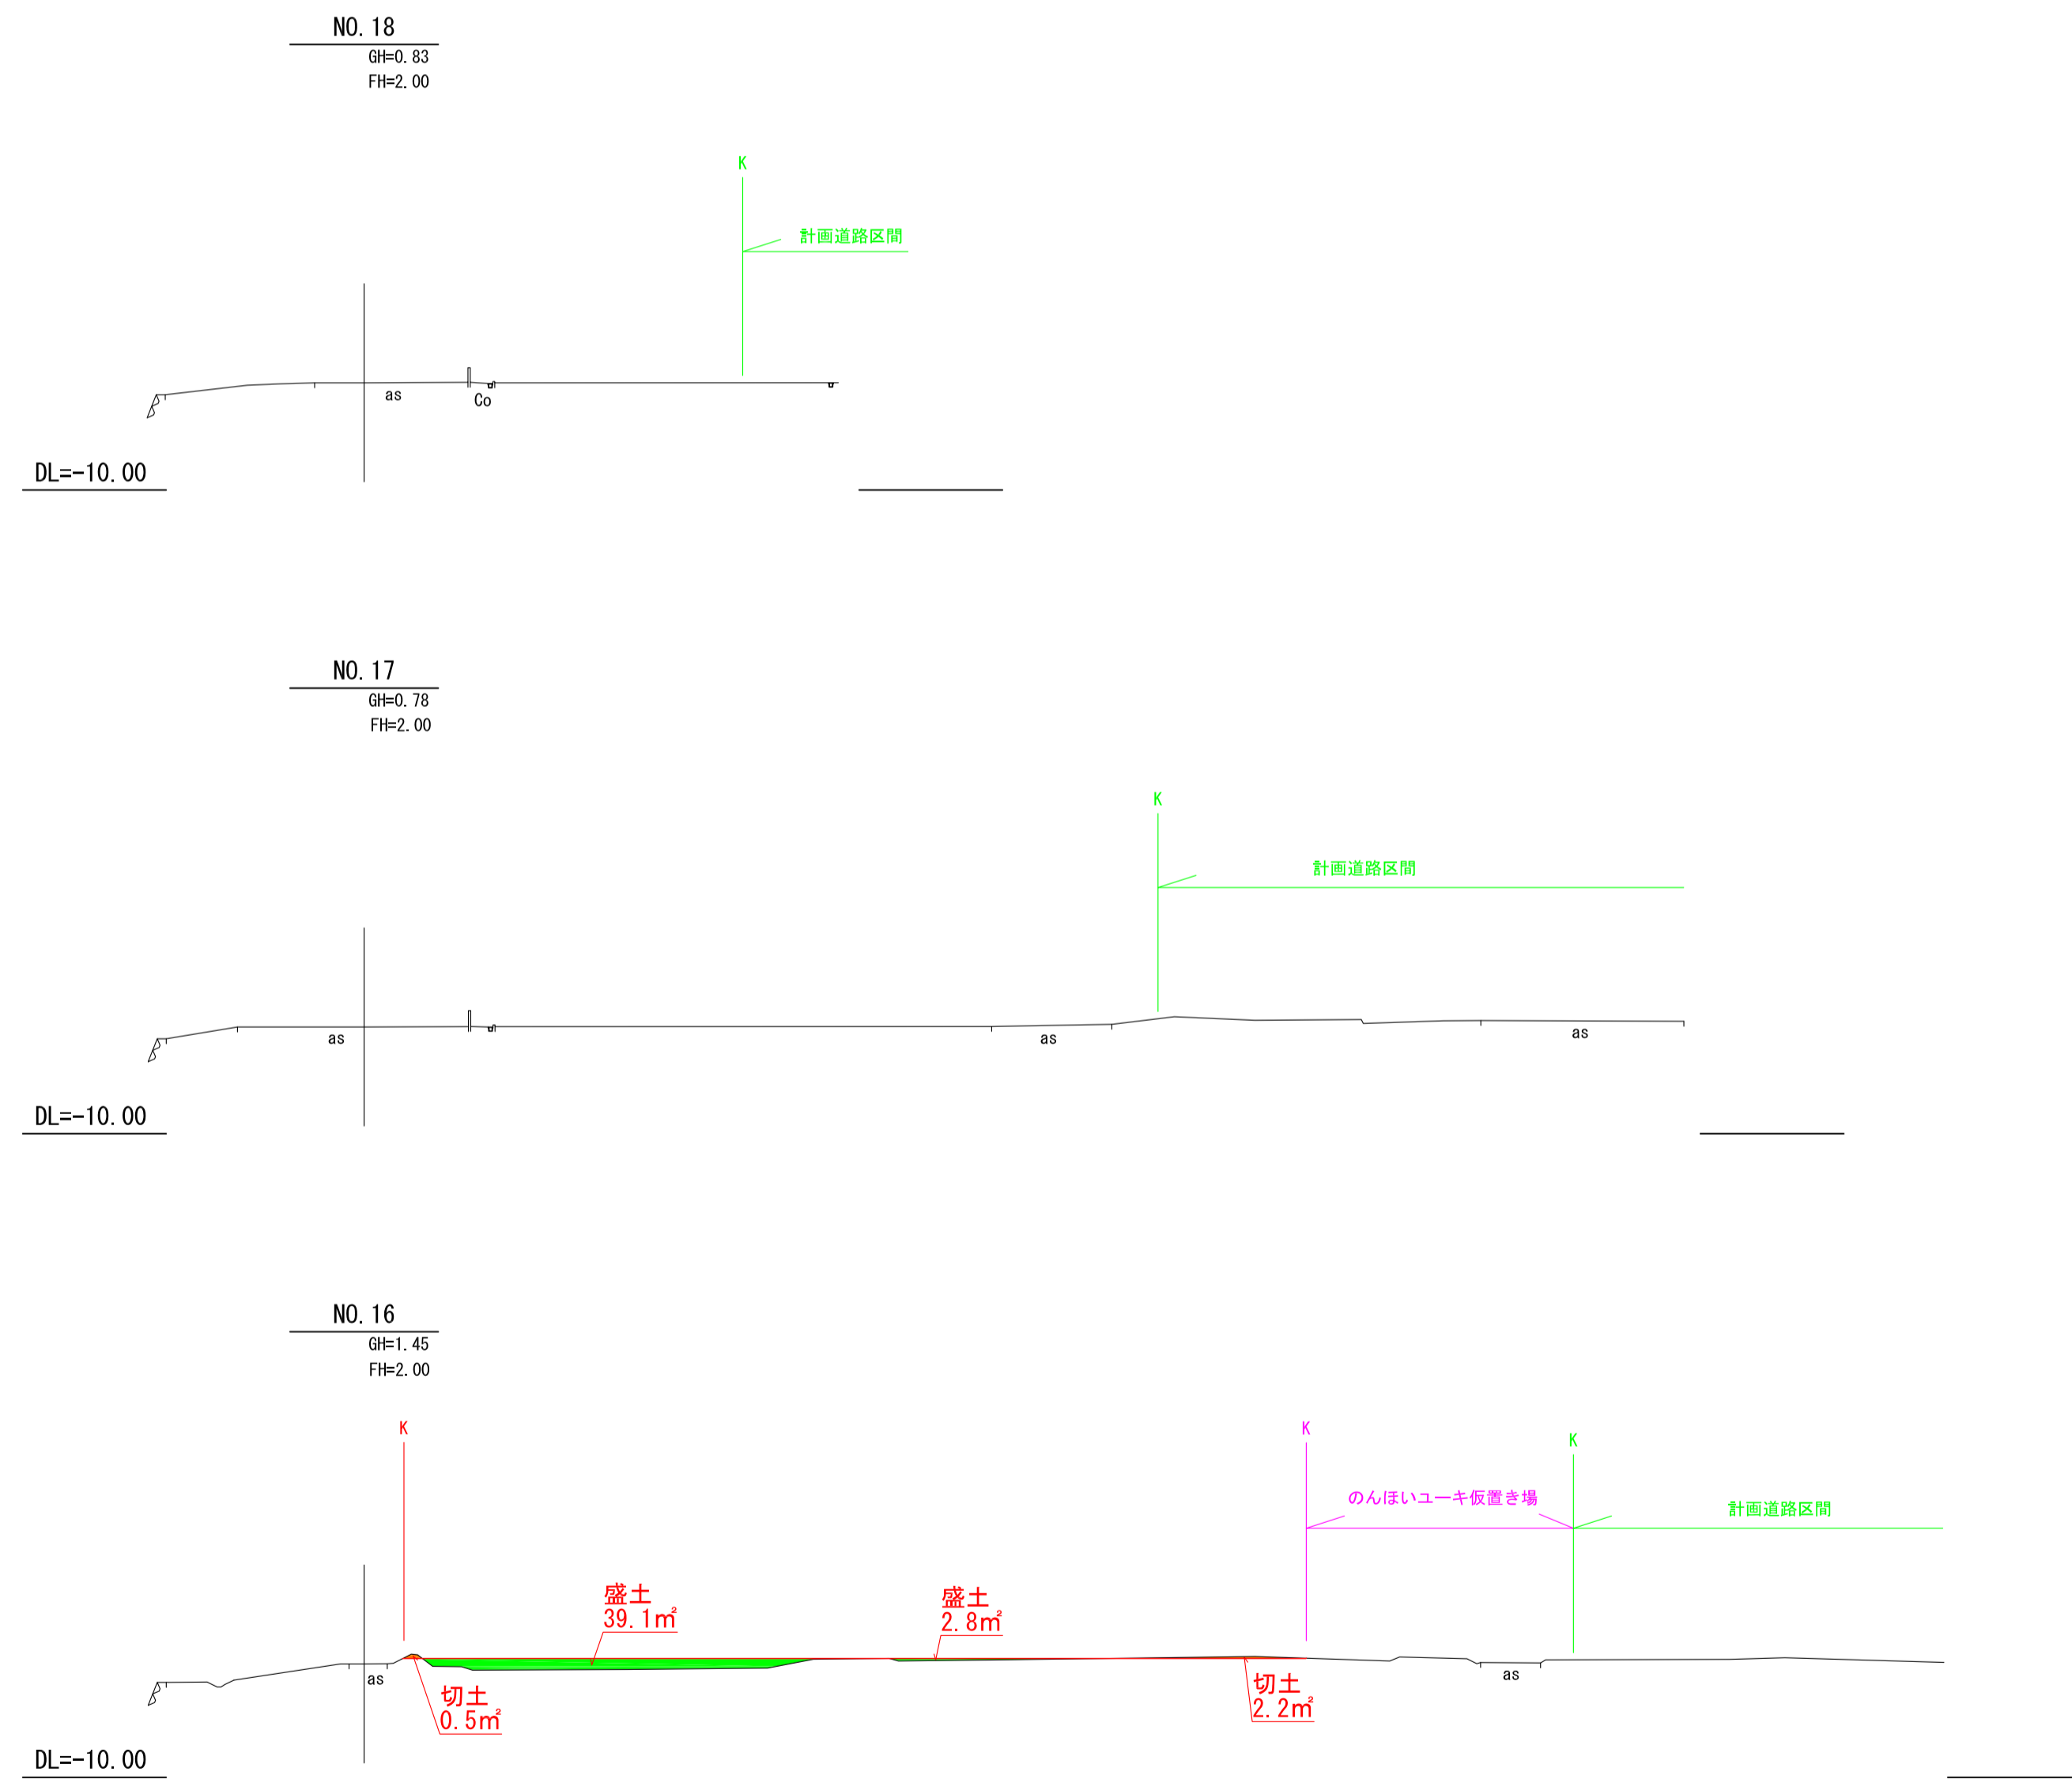 NO.18
GH=0.83
FH=2.00
K
計画道路区間
as
Co
DL=-10.00
NO.17
GH=0.78
FH=2.00
K
計画道路区間
as
as
as
DL=-10.00
NO.16
GH=1.45
FH=2.00
K
K
K
のんほいユーキ仮置き場
計画道路区間
盛土
39.1㎡
盛土
2.8㎡
as
as
切土
0.5㎡
切土
2.2㎡
DL=-10.00